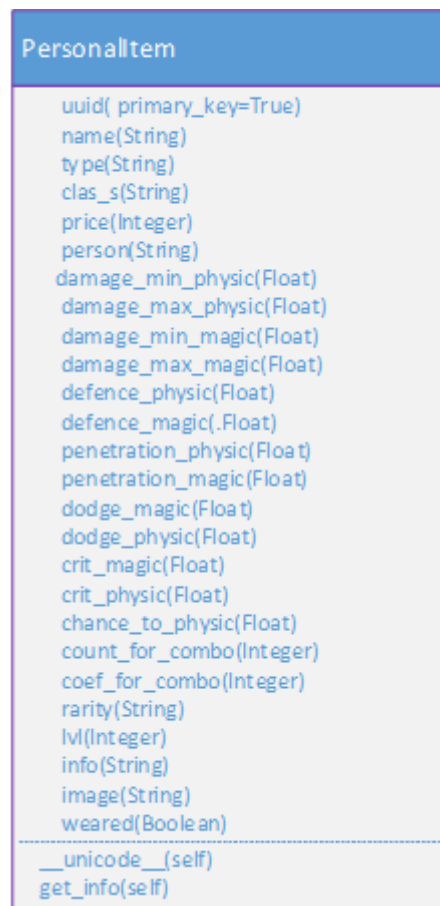 PersonalItem
uuid( primary_key=True)
name(String)
type(String)
clas_s(String)
price(Integer)
person(String)
damage_min_physic(Float)
damage_max_physic(Float)
damage_min_magic(Float)
damage_max_magic(Float)
defence_physic(Float)
defence_magic(.Float)
penetration_physic(Float)
penetration_magic(Float)
dodge_magic(Float)
dodge_physic(Float)
crit_magic(Float)
crit_physic(Float)
chance_to_physic(Float)
count_for_combo(Integer)
coef_for_combo(Integer)
rarity(String)
lvl(Integer)
info(String)
image(String)
weared(Boolean)
__unicode__(self)
get_info(self)